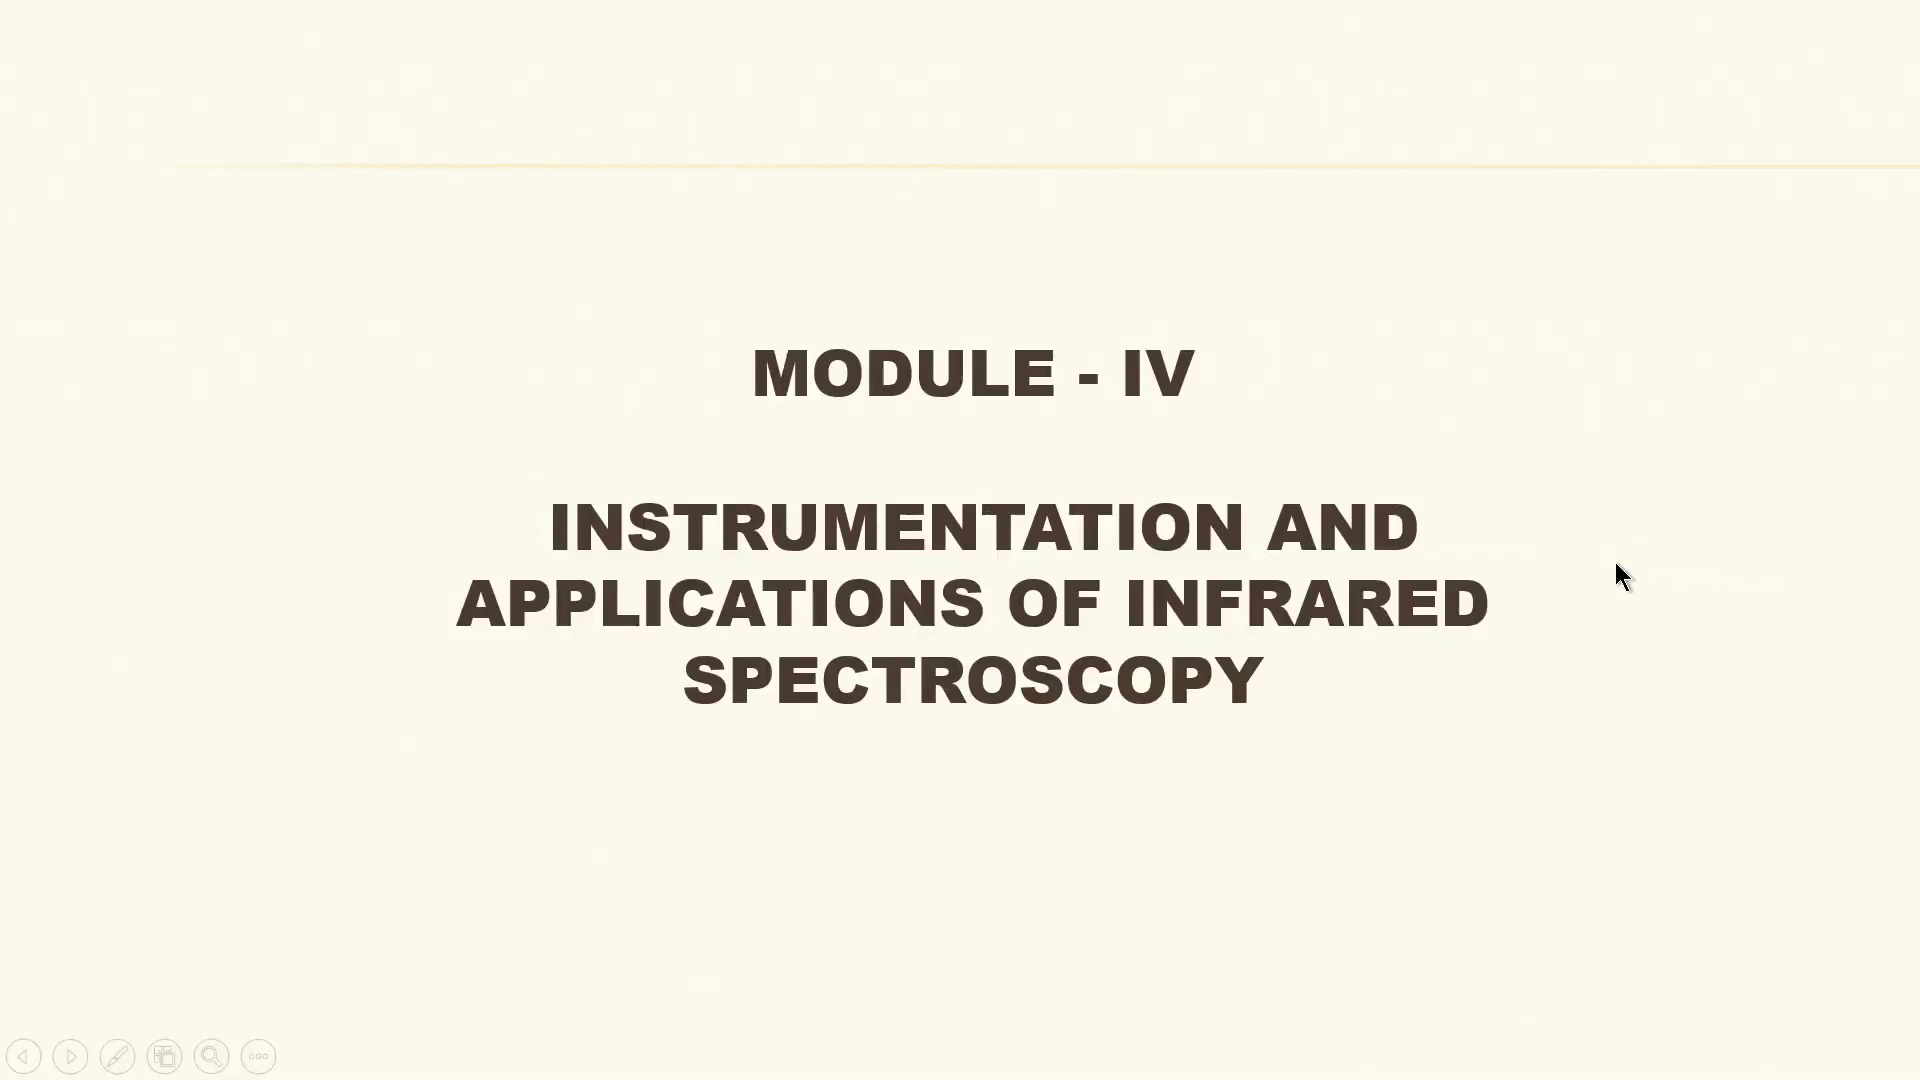 MODULE - IV
INSTRUMENTATION AND
APPLICATIONS OF INFRARED
SPECTROSCOPY